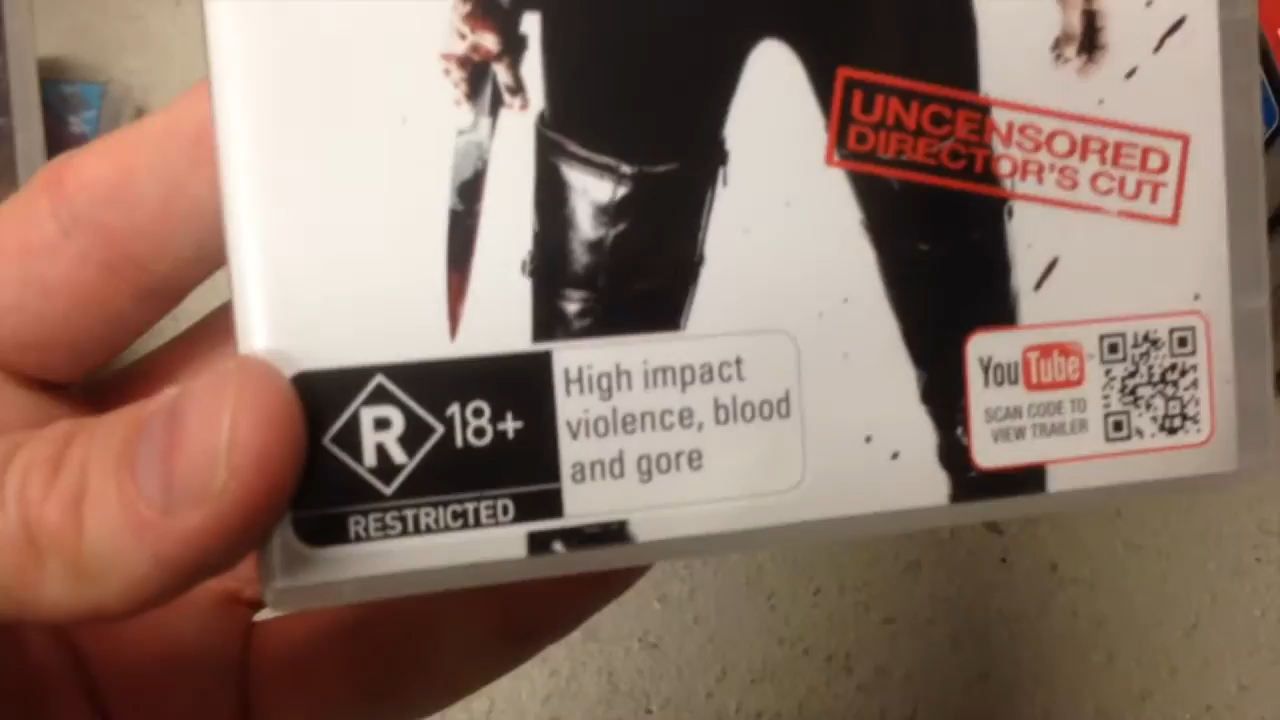 UNCENSORED
DIRECTOR'S CUT
R 18+
RESTRICTED
High impact
violence, blood
and gore
YouTube
SCAN CODE TO
VIEW TRAILER